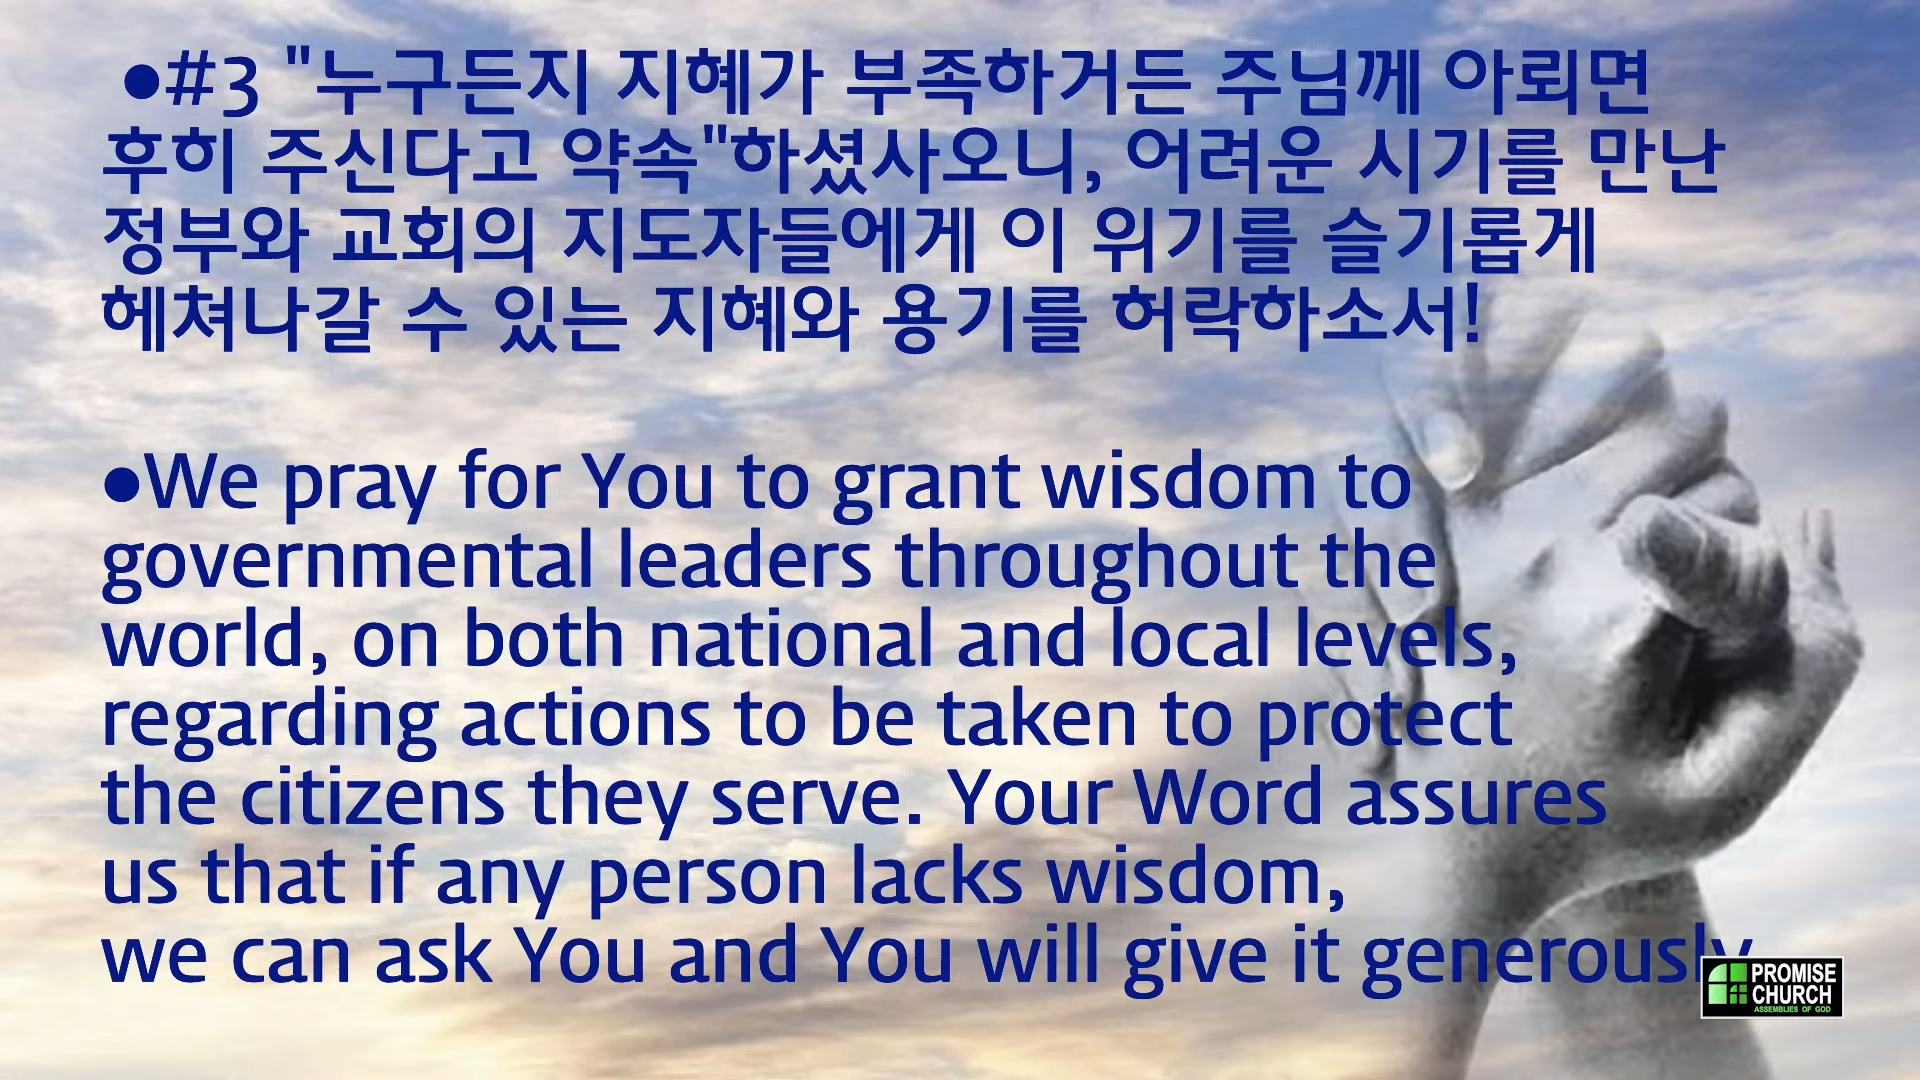 ●#3 "누구든지 지혜가 부족하거든 주님께 아뢰면
후히 주신다고 약속"하셨사오니, 어려운 시기를 만난
정부와 교회의 지도자들에게 이 위기를 슬기롭게
헤쳐나갈 수 있는 지혜와 용기를 허락하소서!
●We pray for You to grant wisdom to
governmental leaders throughout the
world, on both national and local levels,
regarding actions to be taken to protect
the citizens they serve. Your Word assures
us that if any person lacks wisdom,
we can ask You and You will give it generously
PROMISE
CHURCH
ASSEMBLIES OF GOD